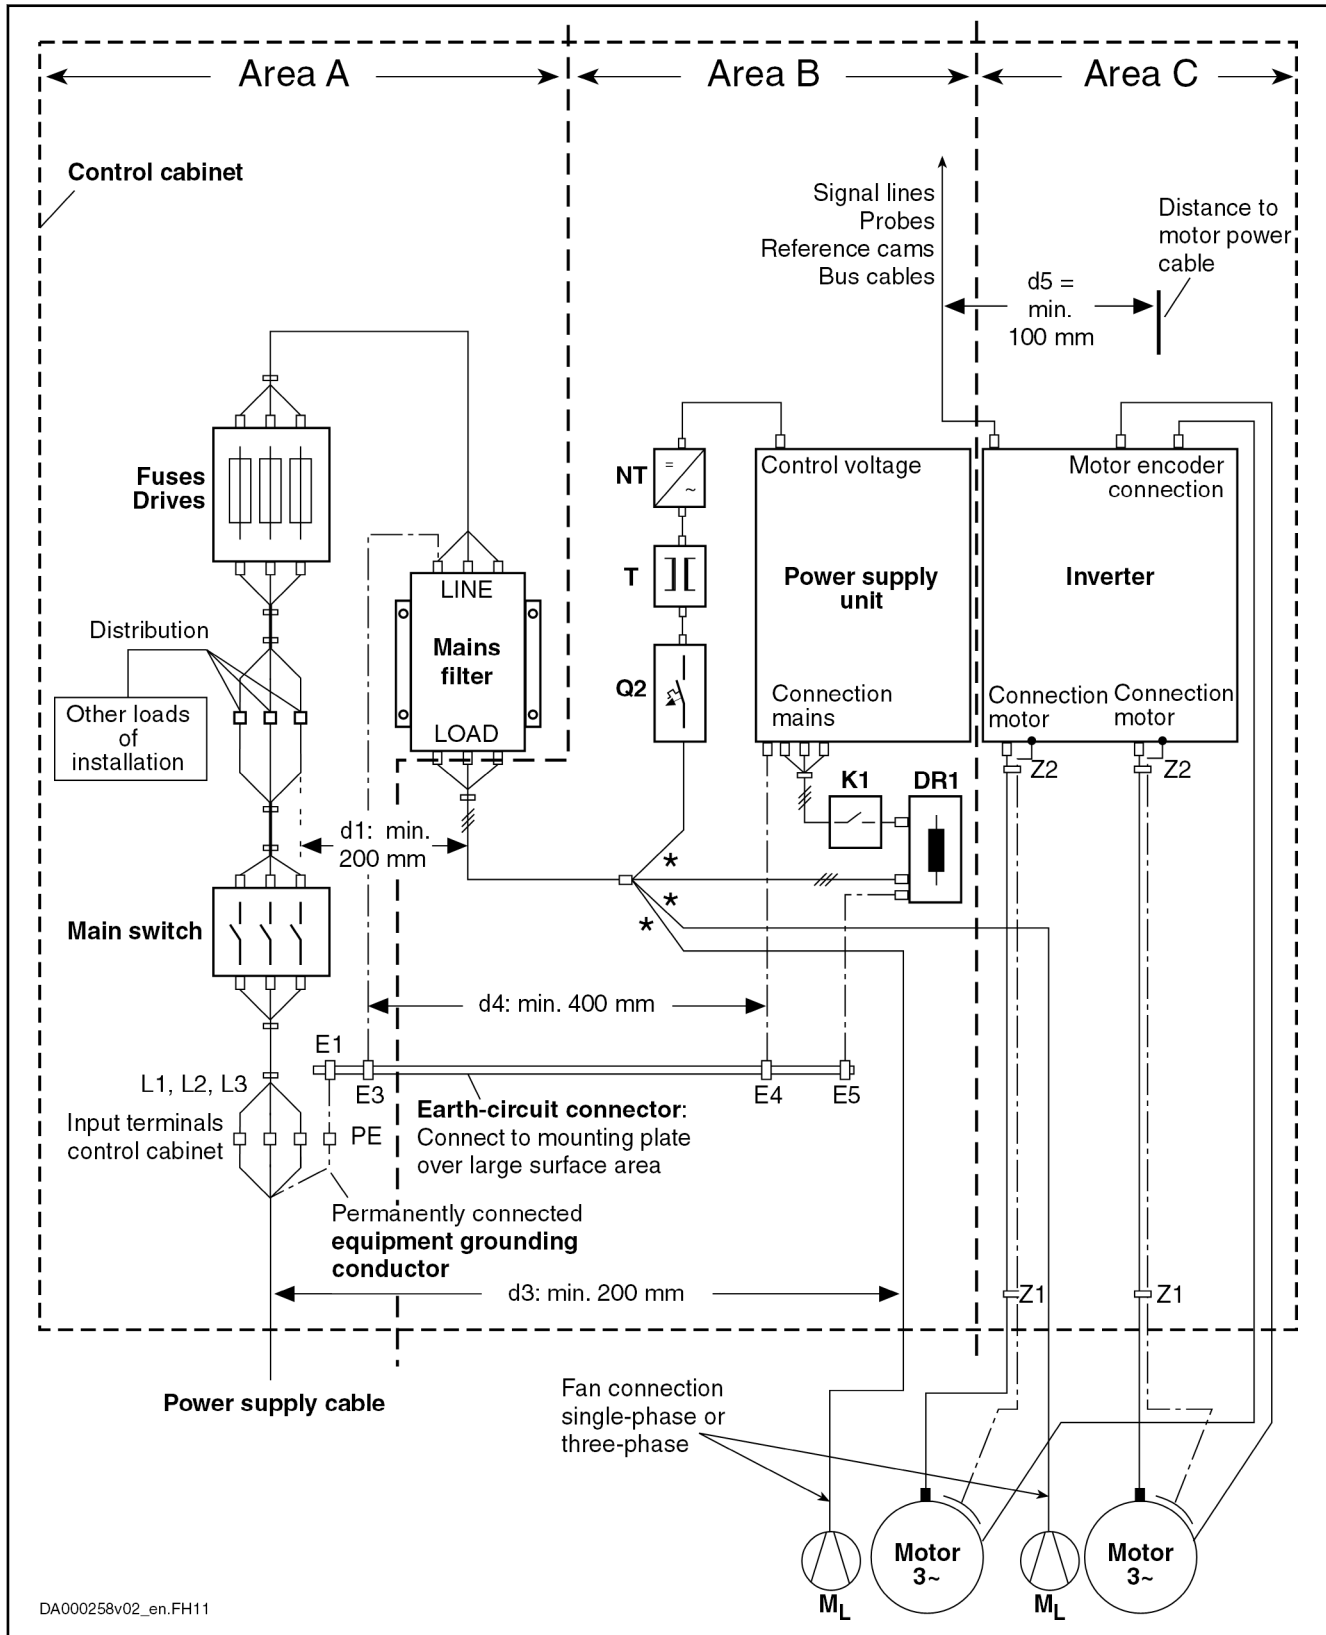 Area A
Area B
Area C
Control cabinet
Signal lines
Probes
Reference cams
Bus cables
Distance to
motor power
cable
d5 =
min.
100 mm
Fuses
Drives
NT
=
~
Control voltage
Motor encoder
connection
T
Power supply
unit
Inverter
LINE
Mains
filter
LOAD
Distribution
Other loads
of
installation
Q2
Connection
mains
Connection
motor
Connection
motor
Z2
Z2
K1
DR1
d1: min.
200 mm
*
*
*
Main switch
d4: min. 400 mm
E1
E3
E4
E5
L1, L2, L3
Input terminals
control cabinet
PE
Earth-circuit connector:
Connect to mounting plate
over large surface area
Permanently connected
equipment grounding
conductor
d3: min. 200 mm
Z1
Z1
Power supply cable
Fan connection
single-phase or
three-phase
Motor
3~
Motor
3~
ML
ML
DA000258v02_en.FH11